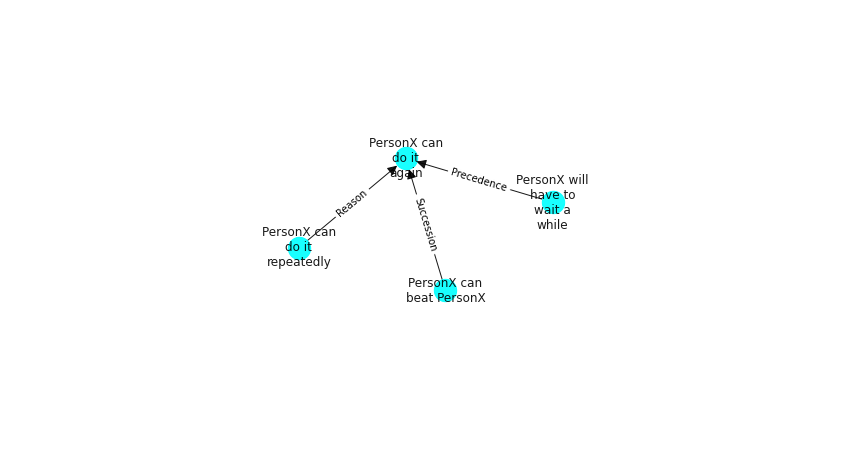 PersonX can
do it
again
Precedence
PersonX will
have to
wait a
while
Reason
Succession
PersonX can
do it
repeatedly
PersonX can
beat PersonX